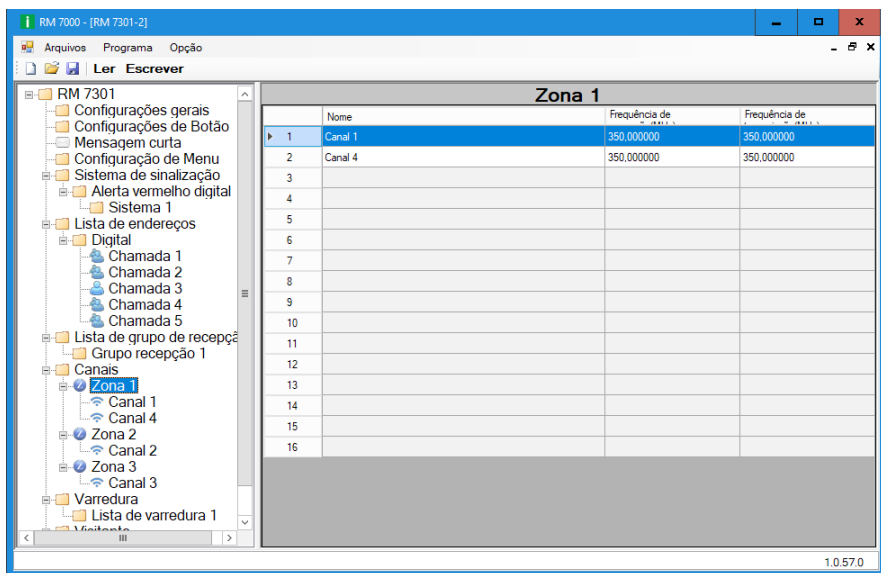 RM 7000 - [RM 7301-2]
Arquivos Programa Opção
Ler Escrever
RM 7301
Configurações gerais
Configurações de Botão
Mensagem curta
Configuração de Menu
Sistema de sinalização
Alerta vermelho digital
Sistema 1
Lista de endereços
Digital
Chamada 1
Chamada 2
Chamada 3
Chamada 4
Chamada 5
Lista de grupo de recepçã
Grupo recepção 1
Canais
Zona 1
Canal 1
Canal 4
Zona 2
Canal 2
Zona 3
Canal 3
Varredura
Lista de varredura 1
Zona 1
Nome Frequência de Frequência de
1 Canal 1 350,000000 350,000000
2 Canal 4 350,000000 350,000000
3
4
5
6
7
8
9
10
11
12
13
14
15
16
1.0.57.0